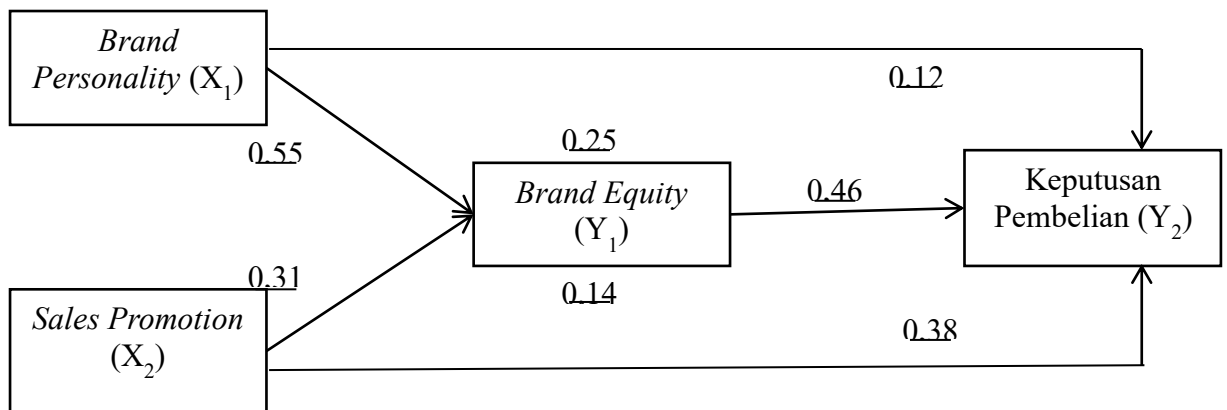 Brand
Personality (X₁)
0.12
0.55
0.25
Brand Equity
(Y₁)
0.46
Keputusan
Pembelian (Y₂)
0.31
0.14
Sales Promotion
(X₂)
0.38